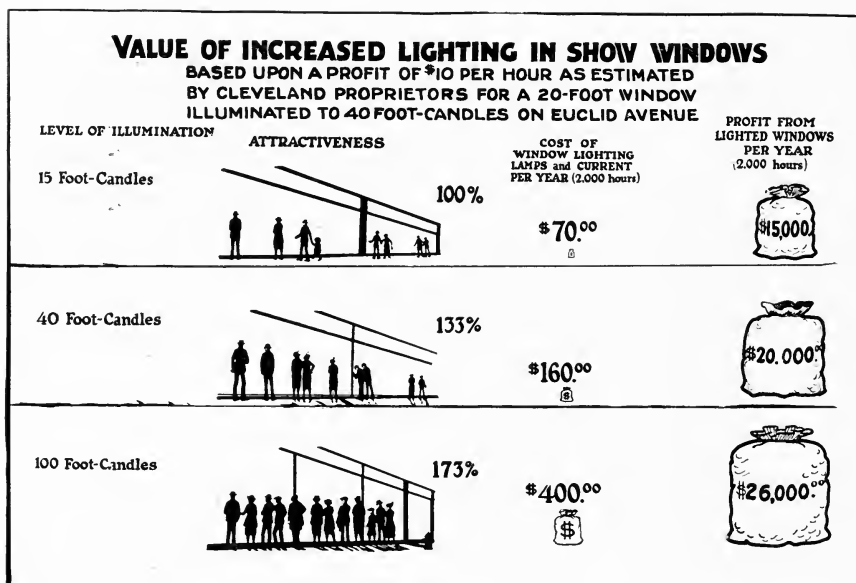 VALUE OF INCREASED LIGHTING IN SHOW WINDOWS
BASED UPON A PROFIT OF $10 PER HOUR AS ESTIMATED
BY CLEVELAND PROPRIETORS FOR A 20-FOOT WINDOW
ILLUMINATED TO 40 FOOT-CANDLES ON EUCLID AVENUE
LEVEL OF ILLUMINATION
ATTRACTIVENESS
COST OF
WINDOW LIGHTING
LAMPS and CURRENT
PER YEAR (2.000 hours)
PROFIT FROM
LIGHTED WINDOWS
PER YEAR
(2.000 hours)
15 Foot-Candles
100%
$70.00
$15,000.
40 Foot-Candles
133%
$160.00
$
$20.000.00
100 Foot-Candles
173%
$400.00
$
$26,000.00